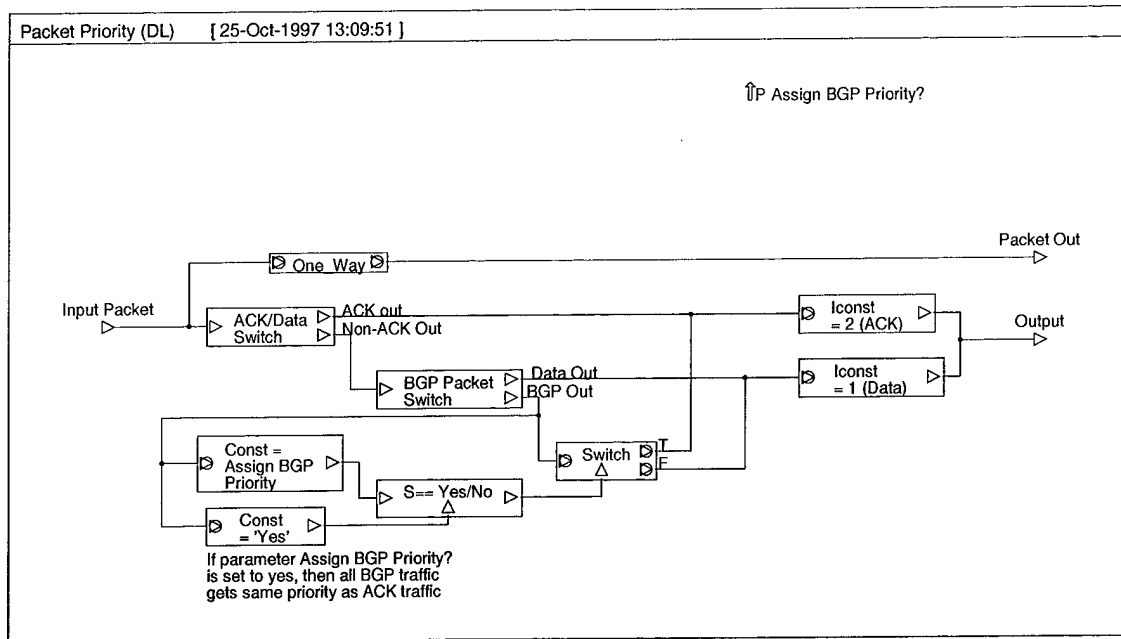 Packet Priority (DL) [ 25-Oct-1997 13:09:51 ]
⇑P Assign BGP Priority?
Packet Out
One_Way
Input Packet
ACK/Data
Switch
ACK out
Non-ACK Out
Iconst
= 2 (ACK)
Output
BGP Packet
Switch
Data Out
BGP Out
Iconst
= 1 (Data)
Const =
Assign BGP
Priority
Switch
T
F
S== Yes/No
Const
= 'Yes'
If parameter Assign BGP Priority?
is set to yes, then all BGP traffic
gets same priority as ACK traffic